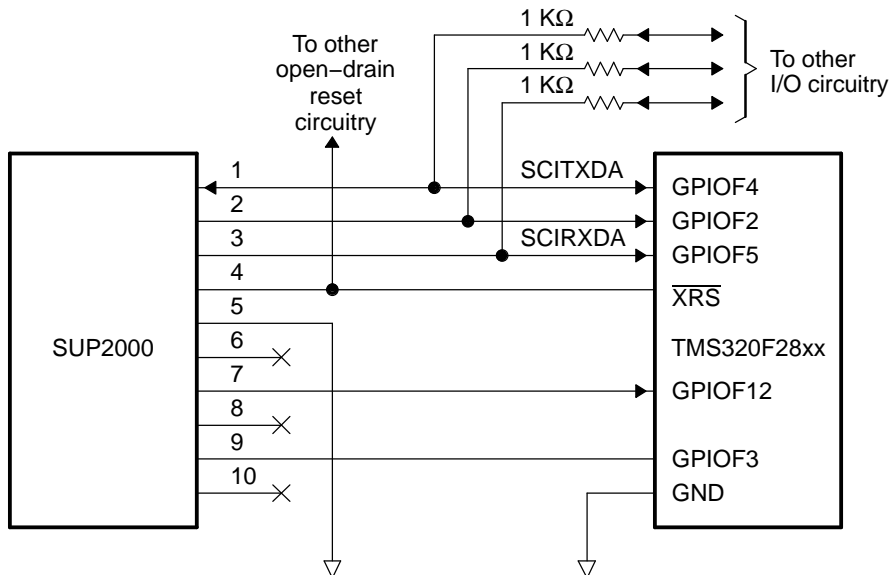 1 KΩ
1 KΩ
1 KΩ
To other
I/O circuitry
To other
open−drain
reset
circuitry
SUP2000
1
2
3
4
5
6
7
8
9
10
SCITXDA
SCIRXDA
GPIOF4
GPIOF2
GPIOF5
XRS
TMS320F28xx
GPIOF12
GPIOF3
GND